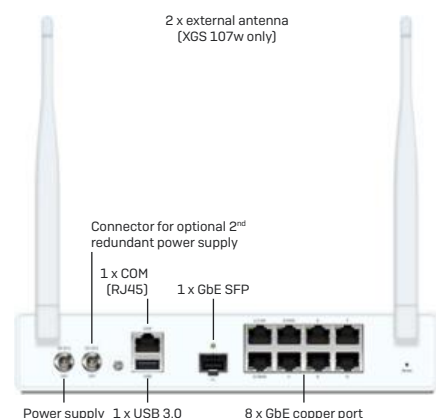 2 x external antenna
(XGS 107w only)
Connector for optional 2nd
redundant power supply
1 x COM
(RJ45)
1 x GbE SFP
Power supply
1 x USB 3.0
8 x GbE copper port